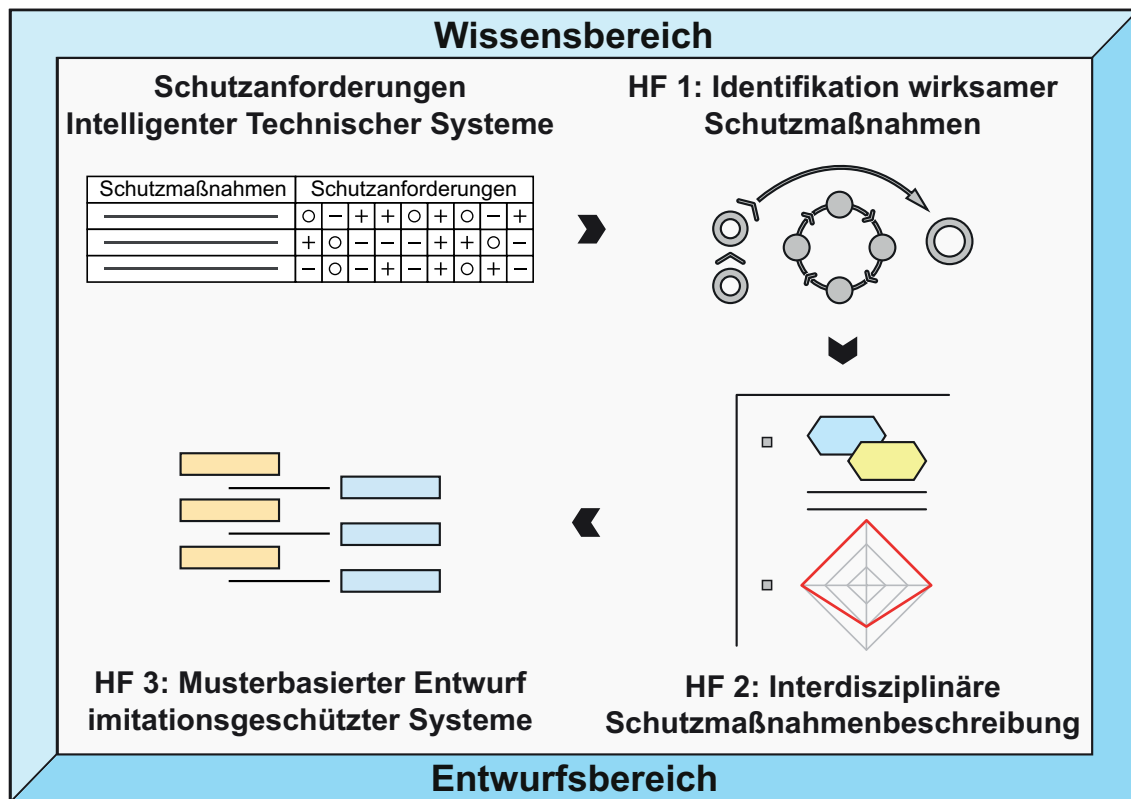 Wissensbereich
Schutzanforderungen
Intelligenter Technischer Systeme
HF 1: Identifikation wirksamer
Schutzmaßnahmen
Schutzmaßnahmen Schutzanforderungen
○ − + + ○ + ○ − +
+ ○ − − − + + ○ −
− ○ − + − + ○ + −
HF 3: Musterbasierter Entwurf
imitationsgeschützter Systeme
HF 2: Interdisziplinäre
Schutzmaßnahmenbeschreibung
Entwurfsbereich